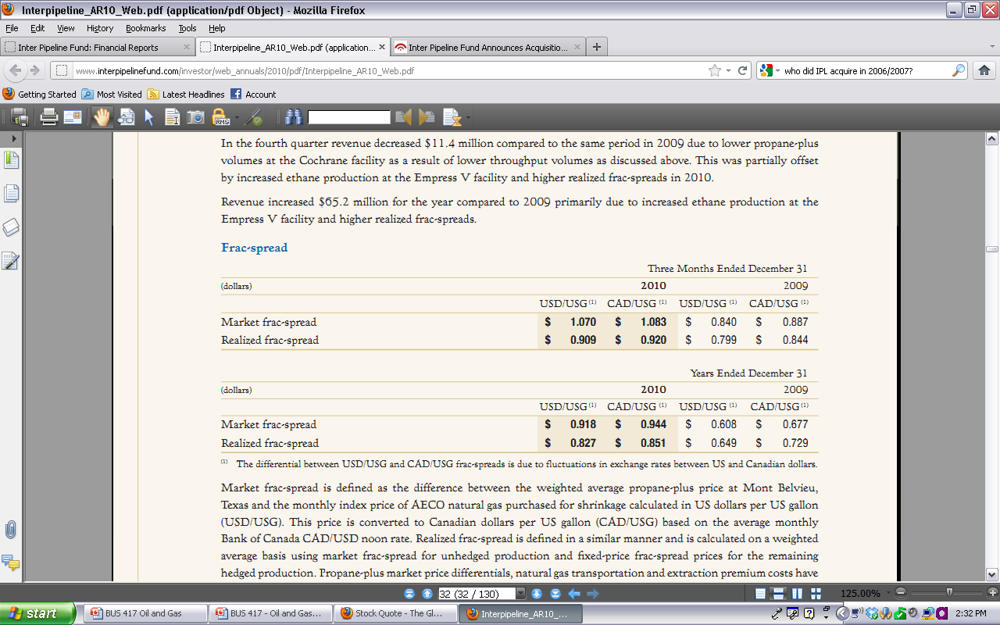 Interpipeline_AR10_Web.pdf (application/pdf Object) - Mozilla Firefox
File Edit View History Bookmarks Tools Help
Inter Pipeline Fund: Financial Reports × Interpipeline_AR10_Web.pdf (application... × Inter Pipeline Fund Announces Acquisitio... × +
www.interpipelinefund.com/investor/web_annuals/2010/pdf/Interpipeline_AR10_Web.pdf who did IPL acquire in 2006/2007?
Getting Started Most Visited Latest Headlines Account
RMS
In the fourth quarter revenue decreased $11.4 million compared to the same period in 2009 due to lower propane-plus
volumes at the Cochrane facility as a result of lower throughput volumes as discussed above. This was partially offset
by increased ethane production at the Empress V facility and higher realized frac-spreads in 2010.
Revenue increased $65.2 million for the year compared to 2009 primarily due to increased ethane production at the
Empress V facility and higher realized frac-spreads.
Frac-spread
Three Months Ended December 31
(dollars) 2010 2009
USD/USG (1) CAD/USG (1) USD/USG (1) CAD/USG (1)
Market frac-spread $ 1.070 $ 1.083 $ 0.840 $ 0.887
Realized frac-spread $ 0.909 $ 0.920 $ 0.799 $ 0.844
Years Ended December 31
(dollars) 2010 2009
USD/USG (1) CAD/USG (1) USD/USG (1) CAD/USG (1)
Market frac-spread $ 0.918 $ 0.944 $ 0.608 $ 0.677
Realized frac-spread $ 0.827 $ 0.851 $ 0.649 $ 0.729
(1) The differential between USD/USG and CAD/USG frac-spreads is due to fluctuations in exchange rates between US and Canadian dollars.
Market frac-spread is defined as the difference between the weighted average propane-plus price at Mont Belvieu,
Texas and the monthly index price of AECO natural gas purchased for shrinkage calculated in US dollars per US gallon
(USD/USG). This price is converted to Canadian dollars per US gallon (CAD/USG) based on the average monthly
Bank of Canada CAD/USD noon rate. Realized frac-spread is defined in a similar manner and is calculated on a weighted
average basis using market frac-spread for unhedged production and fixed-price frac-spread prices for the remaining
hedged production. Propane-plus market price differentials, natural gas transportation and extraction premium costs have
32 (32 / 130) 125.00%
start BUS 417 Oil and Gas BUS 417 - Oil and Gas... Stock Quote - The Gl... Interpipeline_AR10_... 2:32 PM